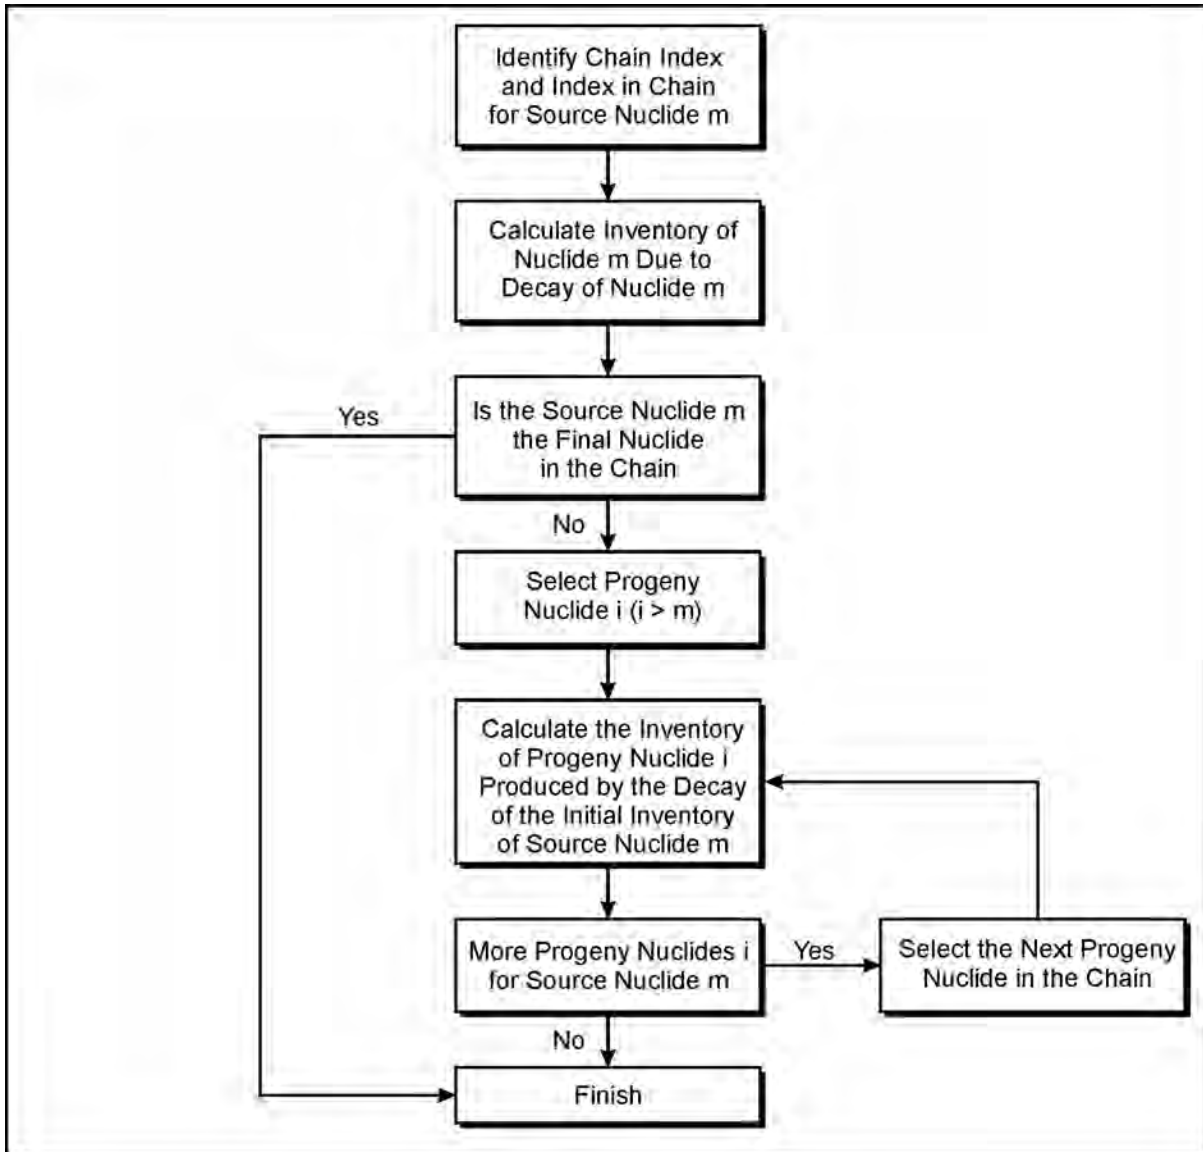 Identify Chain Index
and Index in Chain
for Source Nuclide m
Calculate Inventory of
Nuclide m Due to
Decay of Nuclide m
Is the Source Nuclide m
the Final Nuclide
in the Chain
Yes
No
Select Progeny
Nuclide i (i > m)
Calculate the Inventory
of Progeny Nuclide i
Produced by the Decay
of the Initial Inventory
of Source Nuclide m
More Progeny Nuclides i
for Source Nuclide m
Yes
Select the Next Progeny
Nuclide in the Chain
No
Finish